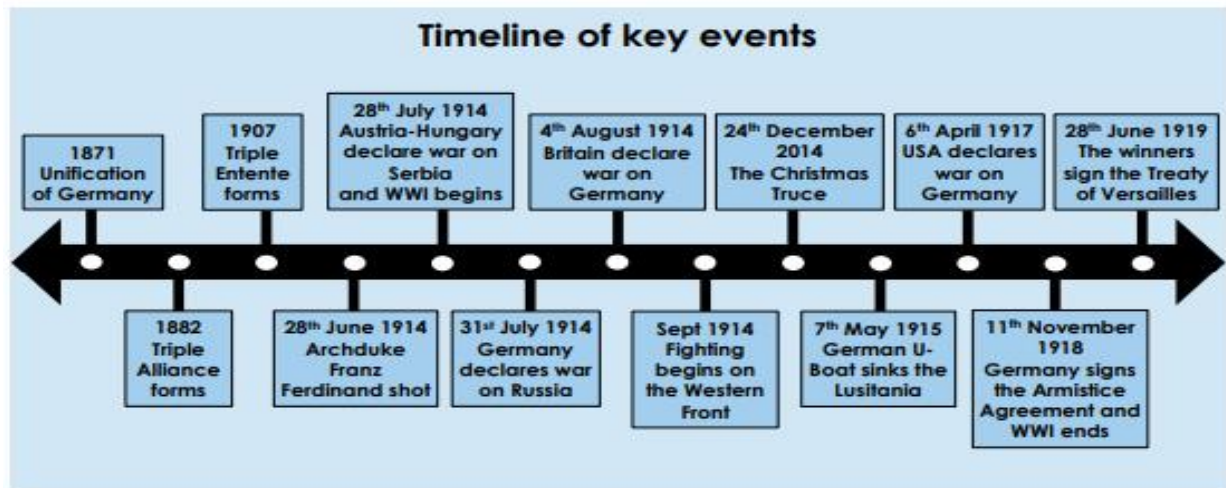 Timeline of key events
1871
Unification
of Germany
1882
Triple
Alliance
forms
1907
Triple
Entente
forms
28th June 1914
Archduke
Franz
Ferdinand shot
28th July 1914
Austria-Hungary
declare war on
Serbia
and WWI begins
31st July 1914
Germany
declares war
on Russia
4th August 1914
Britain declare
war on
Germany
Sept 1914
Fighting
begins on
the Western
Front
24th December
2014
The Christmas
Truce
7th May 1915
German U-
Boat sinks the
Lusitania
6th April 1917
USA declares
war on
Germany
11th November
1918
Germany signs
the Armistice
Agreement and
WWI ends
28th June 1919
The winners
sign the Treaty
of Versailles